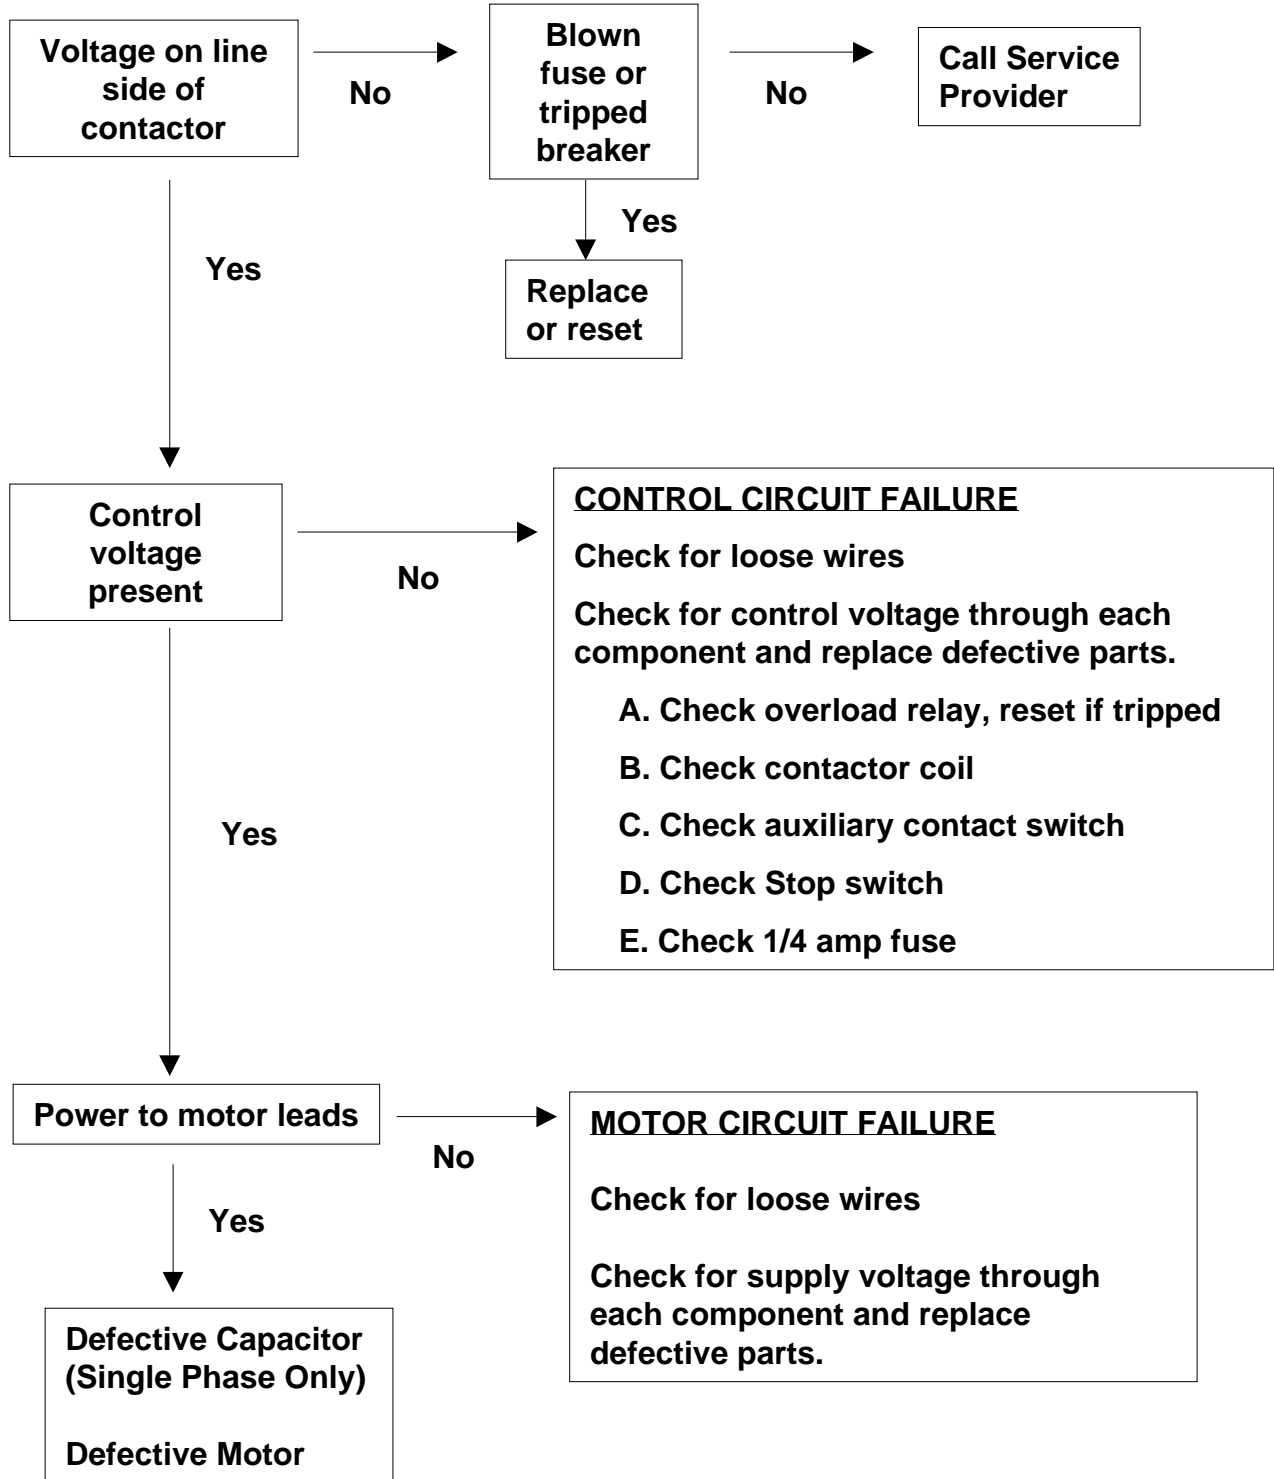 Voltage on line
side of
contactor
No
Blown
fuse or
tripped
breaker
No
Call Service
Provider
Yes
Replace
or reset
Yes
Control
voltage
present
No
CONTROL CIRCUIT FAILURE
Check for loose wires
Check for control voltage through each
component and replace defective parts.
A. Check overload relay, reset if tripped
B. Check contactor coil
C. Check auxiliary contact switch
D. Check Stop switch
E. Check 1/4 amp fuse
Yes
Power to motor leads
No
MOTOR CIRCUIT FAILURE
Check for loose wires
Check for supply voltage through
each component and replace
defective parts.
Yes
Defective Capacitor
(Single Phase Only)
Defective Motor